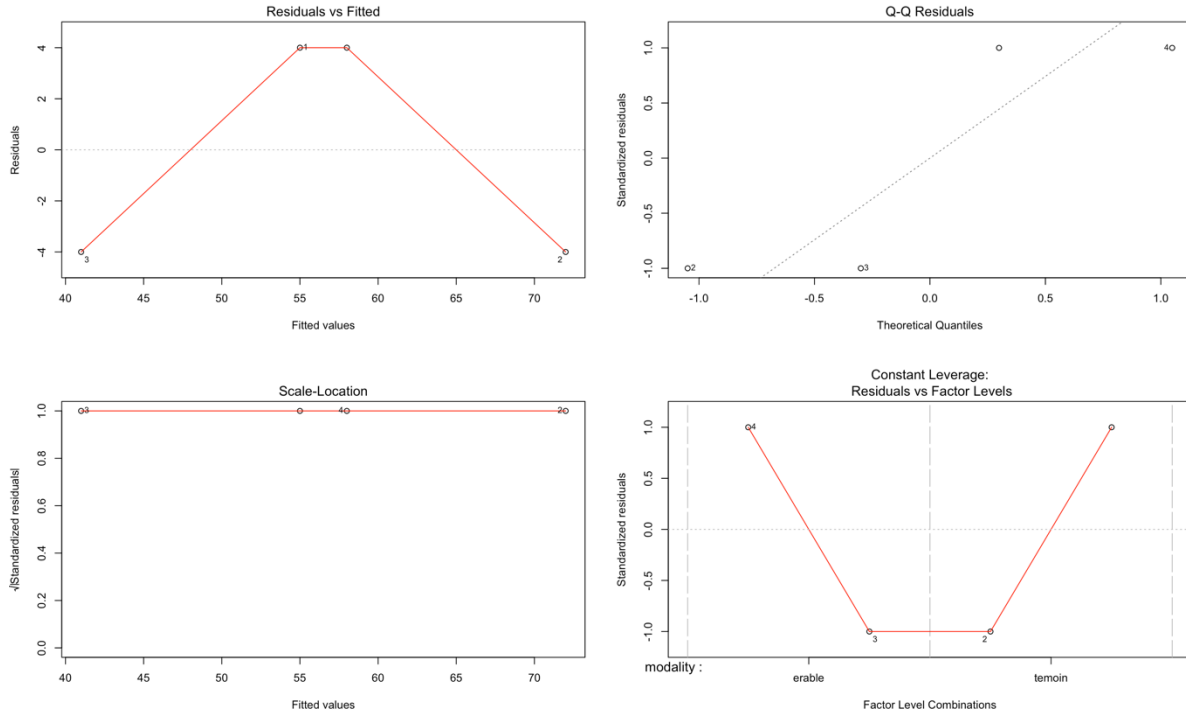 Residuals vs Fitted
Residuals
4
2
0
-2
-4
1
3
2
40 45 50 55 60 65 70
Fitted values
Q-Q Residuals
Standardized residuals
1.0
0.5
0.0
-0.5
-1.0
4
2
3
-1.0 -0.5 0.0 0.5 1.0
Theoretical Quantiles
Scale-Location
√|Standardized residuals|
1.0
0.8
0.6
0.4
0.2
0.0
3
4
2
40 45 50 55 60 65 70
Fitted values
Constant Leverage:
Residuals vs Factor Levels
Standardized residuals
1.0
0.5
0.0
-0.5
-1.0
4
3
2
modality :
erable temoin
Factor Level Combinations